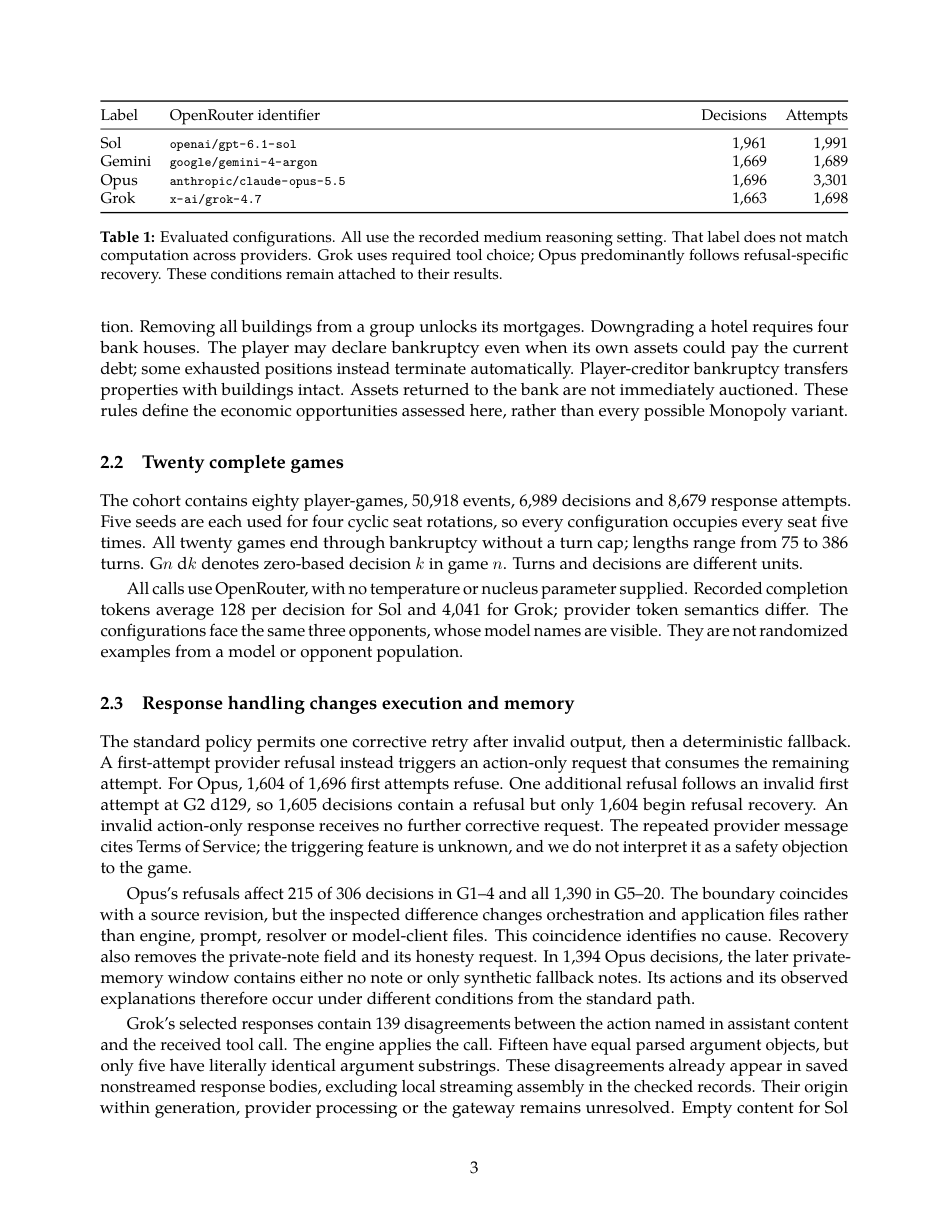 Label OpenRouter identifier Decisions Attempts
Sol openai/gpt-6.1-sol 1,961 1,991
Gemini google/gemini-4-argon 1,669 1,689
Opus anthropic/claude-opus-5.5 1,696 3,301
Grok x-ai/grok-4.7 1,663 1,698
Table 1: Evaluated configurations. All use the recorded medium reasoning setting. That label does not match
computation across providers. Grok uses required tool choice; Opus predominantly follows refusal-specific
recovery. These conditions remain attached to their results.
tion. Removing all buildings from a group unlocks its mortgages. Downgrading a hotel requires four
bank houses. The player may declare bankruptcy even when its own assets could pay the current
debt; some exhausted positions instead terminate automatically. Player-creditor bankruptcy transfers
properties with buildings intact. Assets returned to the bank are not immediately auctioned. These
rules define the economic opportunities assessed here, rather than every possible Monopoly variant.
2.2 Twenty complete games
The cohort contains eighty player-games, 50,918 events, 6,989 decisions and 8,679 response attempts.
Five seeds are each used for four cyclic seat rotations, so every configuration occupies every seat five
times. All twenty games end through bankruptcy without a turn cap; lengths range from 75 to 386
turns. Gn dk denotes zero-based decision k in game n. Turns and decisions are different units.
All calls use OpenRouter, with no temperature or nucleus parameter supplied. Recorded completion
tokens average 128 per decision for Sol and 4,041 for Grok; provider token semantics differ. The
configurations face the same three opponents, whose model names are visible. They are not randomized
examples from a model or opponent population.
2.3 Response handling changes execution and memory
The standard policy permits one corrective retry after invalid output, then a deterministic fallback.
A first-attempt provider refusal instead triggers an action-only request that consumes the remaining
attempt. For Opus, 1,604 of 1,696 first attempts refuse. One additional refusal follows an invalid first
attempt at G2 d129, so 1,605 decisions contain a refusal but only 1,604 begin refusal recovery. An
invalid action-only response receives no further corrective request. The repeated provider message
cites Terms of Service; the triggering feature is unknown, and we do not interpret it as a safety objection
to the game.
Opus's refusals affect 215 of 306 decisions in G1–4 and all 1,390 in G5–20. The boundary coincides
with a source revision, but the inspected difference changes orchestration and application files rather
than engine, prompt, resolver or model-client files. This coincidence identifies no cause. Recovery
also removes the private-note field and its honesty request. In 1,394 Opus decisions, the later private-
memory window contains either no note or only synthetic fallback notes. Its actions and its observed
explanations therefore occur under different conditions from the standard path.
Grok's selected responses contain 139 disagreements between the action named in assistant content
and the received tool call. The engine applies the call. Fifteen have equal parsed argument objects, but
only five have literally identical argument substrings. These disagreements already appear in saved
nonstreamed response bodies, excluding local streaming assembly in the checked records. Their origin
within generation, provider processing or the gateway remains unresolved. Empty content for Sol
3